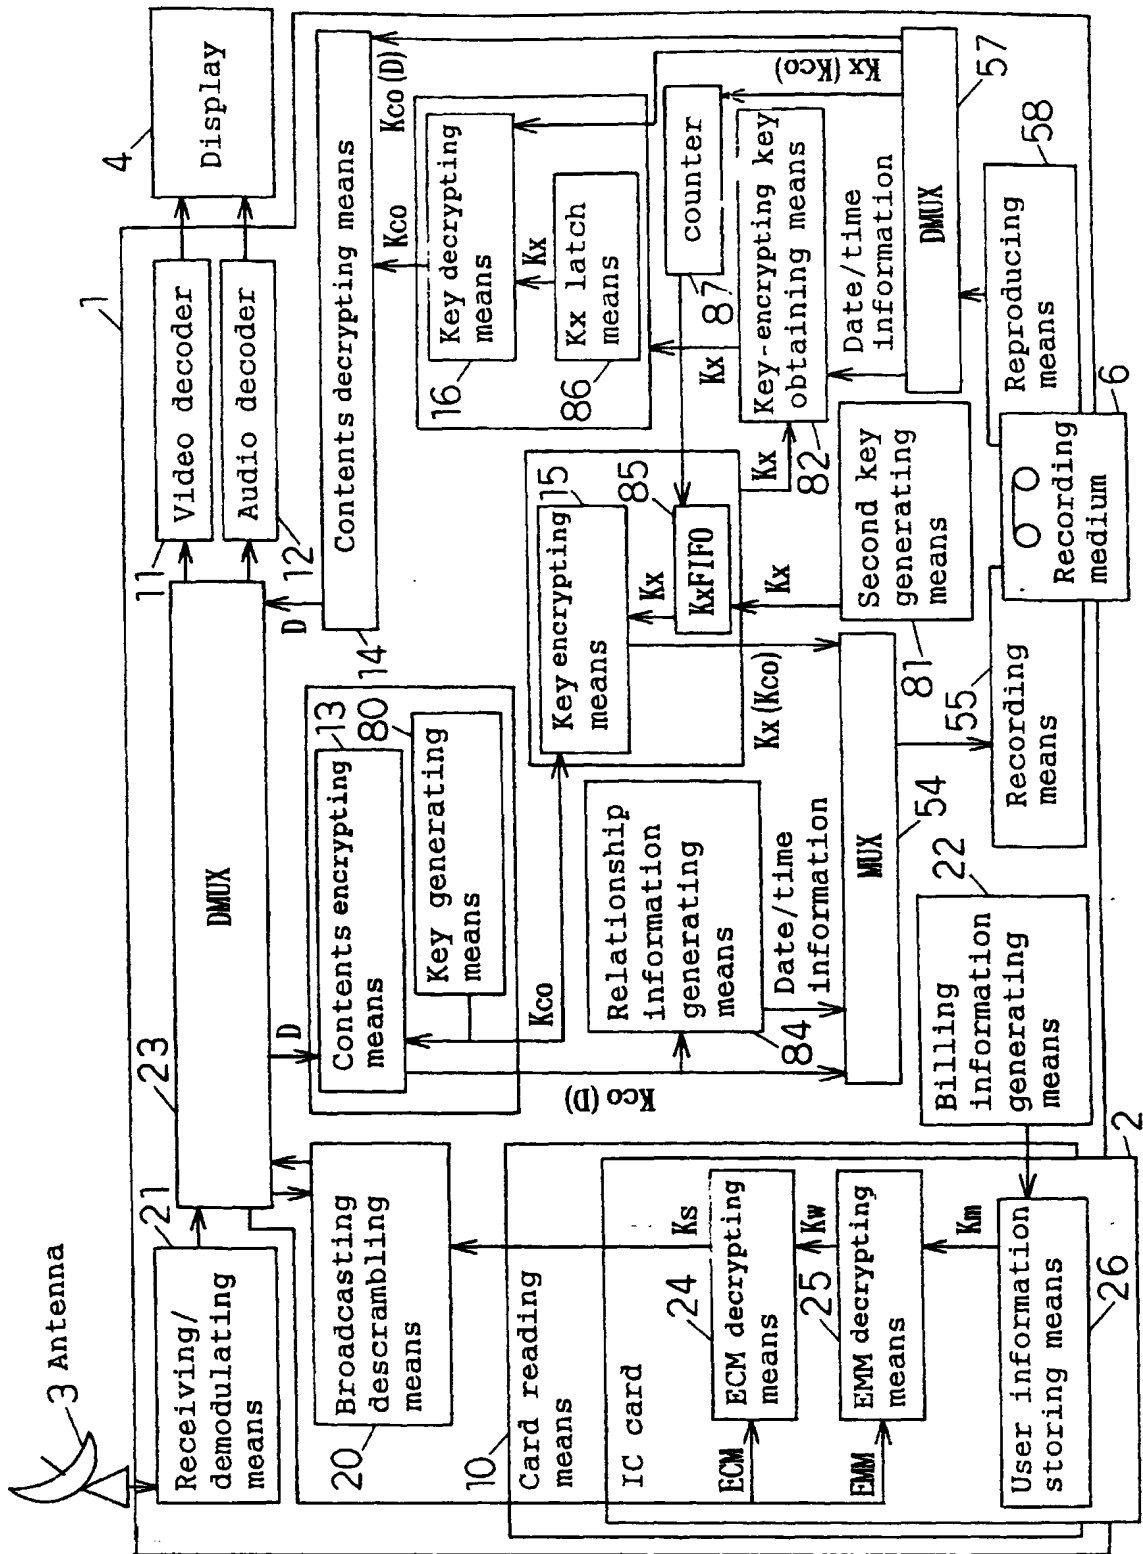 3 Antenna
1
4
Display
Receiving/
demodulating
means
21
23
DMUX
11
Video decoder
12
Audio decoder
D
D
14
Contents decrypting means
Kco (D)
Broadcasting
descrambling
means
20
13
Contents encrypting
means
80
Key generating
means
Kco
Key decrypting
means
16
Kx
Kx latch
means
86
10
Card reading
means
Ks
Kco (D)
Kco
Key encrypting
means
15
Kx
KxFIFO
85
Kx
counter
87
Kx (Kco)
IC card
ECM
ECM decrypting
means
24
Kw
Relationship
information
generating
means
84
Kx (Kco)
Kx
Kx
Key-encrypting key
obtaining means
82
EMM
EMM decrypting
means
25
Km
Date/time
information
MUX
54
Second key
generating
means
81
Date/time
information
DMUX
57
User information
storing means
26
2
Billing
information
generating
means
22
Recording
means
55
Recording
medium
6
Reproducing
means
58